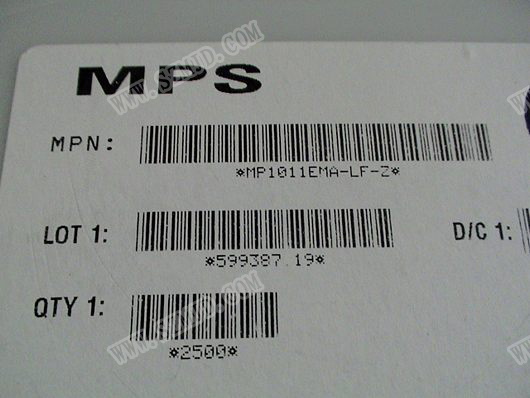 MPS
MPN:
*MP1011EMA-LF-Z*
LOT 1:
*599387.19*
D/C 1:
QTY 1:
*2500*